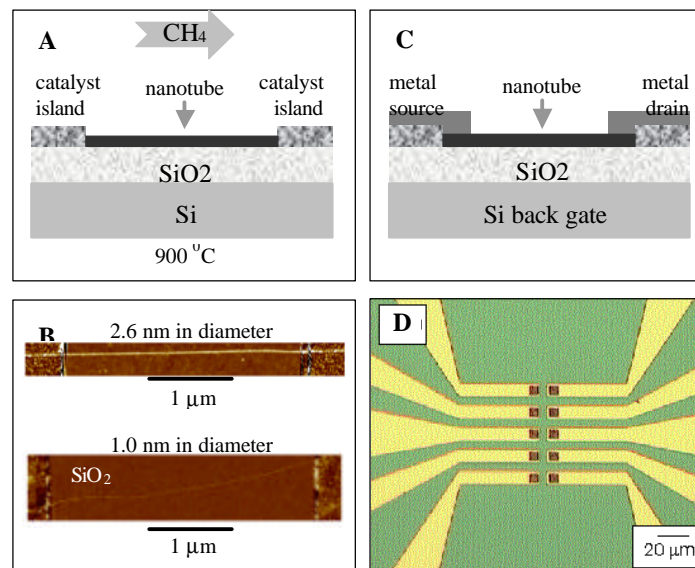 A
CH4
catalyst
island
nanotube
catalyst
island
SiO2
Si
900 °C
C
metal
source
nanotube
metal
drain
SiO2
Si back gate
B
2.6 nm in diameter
1 μm
1.0 nm in diameter
SiO2
1 μm
D
20 μm